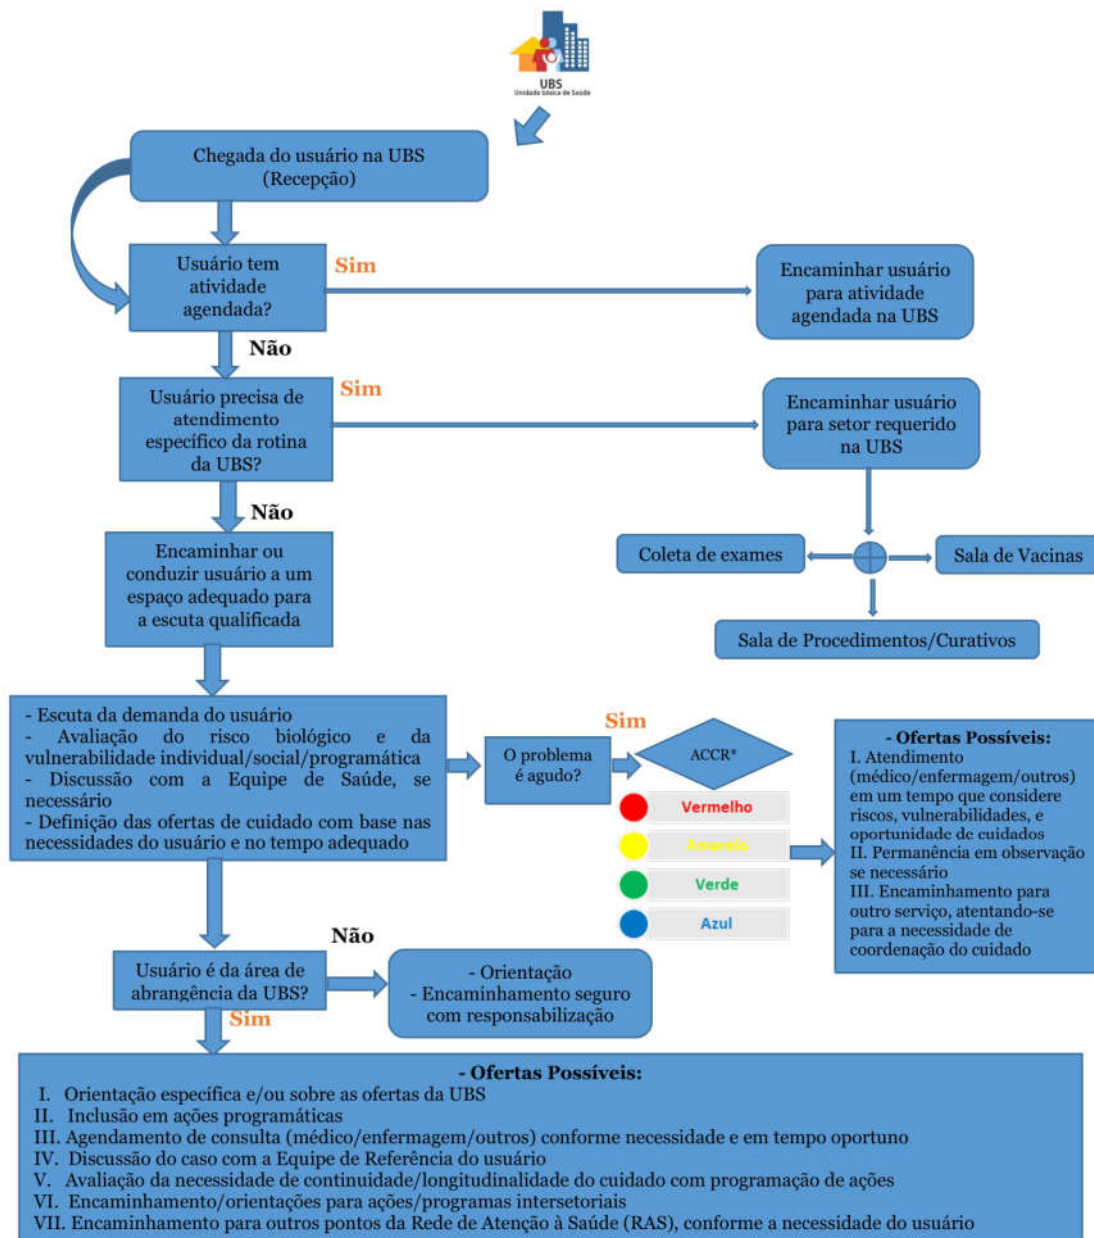 UBS
Unidade básica de Saúde
Chegada do usuário na UBS
(Recepção)
Usuário tem
atividade
agendada?
Sim
Encaminhar usuário
para atividade
agendada na UBS
Não
Usuário precisa de
atendimento
específico da rotina
da UBS?
Sim
Encaminhar usuário
para setor requerido
na UBS
Não
Coleta de exames
Sala de Vacinas
Sala de Procedimentos/Curativos
Encaminhar ou
conduzir usuário a um
espaço adequado para
a escuta qualificada
- Escuta da demanda do usuário
- Avaliação do risco biológico e da
vulnerabilidade individual/social/programática
- Discussão com a Equipe de Saúde, se
necessário
- Definição das ofertas de cuidado com base nas
necessidades do usuário e no tempo adequado
O problema
é agudo?
Sim
ACCR*
Vermelho
Amarelo
Verde
Azul
- Ofertas Possíveis:
I. Atendimento
(médico/enfermagem/outros)
em um tempo que considere
riscos, vulnerabilidades, e
oportunidade de cuidados
II. Permanência em observação
se necessário
III. Encaminhamento para
outro serviço, atentando-se
para a necessidade de
coordenação do cuidado
Usuário é da área de
abrangência da UBS?
Não
- Orientação
- Encaminhamento seguro
com responsabilização
Sim
- Ofertas Possíveis:
I. Orientação específica e/ou sobre as ofertas da UBS
II. Inclusão em ações programáticas
III. Agendamento de consulta (médico/enfermagem/outros) conforme necessidade e em tempo oportuno
IV. Discussão do caso com a Equipe de Referência do usuário
V. Avaliação da necessidade de continuidade/longitudinalidade do cuidado com programação de ações
VI. Encaminhamento/orientações para ações/programas intersetoriais
VII. Encaminhamento para outros pontos da Rede de Atenção à Saúde (RAS), conforme a necessidade do usuário